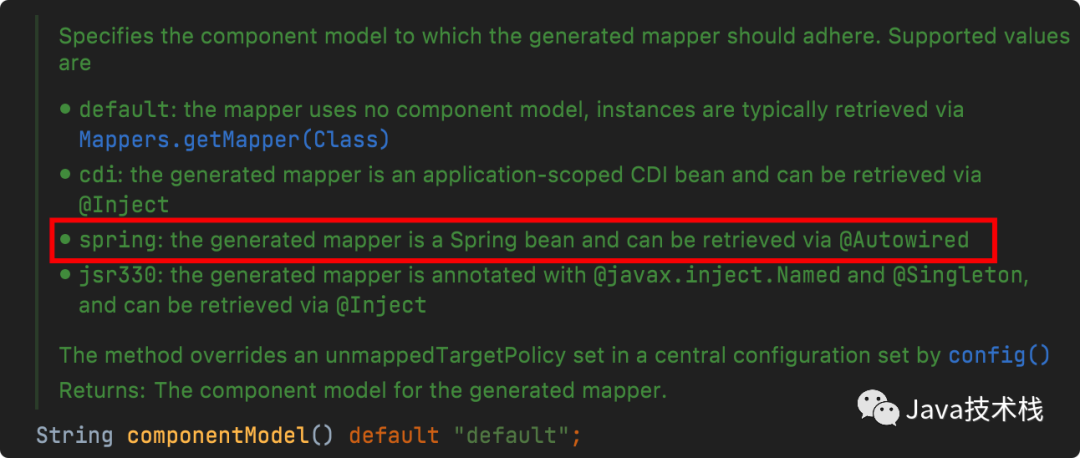 Specifies the component model to which the generated mapper should adhere. Supported values
are
• default: the mapper uses no component model, instances are typically retrieved via
Mappers.getMapper(Class)
• cdi: the generated mapper is an application-scoped CDI bean and can be retrieved via
@Inject
• spring: the generated mapper is a Spring bean and can be retrieved via @Autowired
• jsr330: the generated mapper is annotated with @javax.inject.Named and @Singleton,
and can be retrieved via @Inject
The method overrides an unmappedTargetPolicy set in a central configuration set by config()
Returns: The component model for the generated mapper.
Java技术栈
String componentModel() default "default";